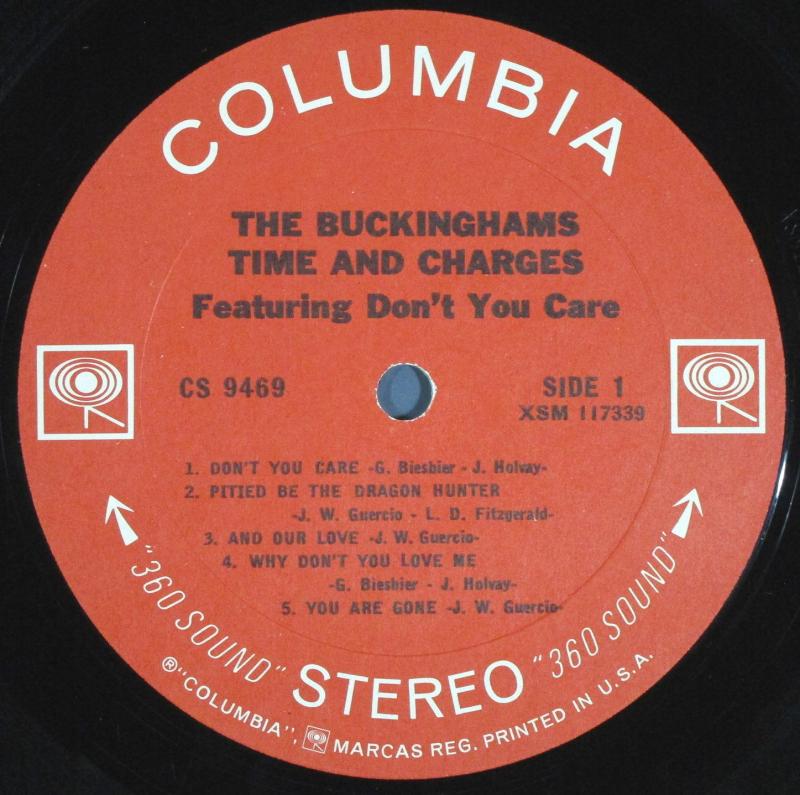 COLUMBIA
THE BUCKINGHAMS
TIME AND CHARGES
Featuring Don't You Care
CS 9469
SIDE 1
XSM 117339
1. DON'T YOU CARE -G. Biesbier - J. Holvay-
2. PITIED BE THE DRAGON HUNTER
-J. W. Guercio - L. D. Fitzgerald-
3. AND OUR LOVE -J. W. Guercio-
4. WHY DON'T YOU LOVE ME
-G. Biesbier - J. Holvay-
5. YOU ARE GONE -J. W. Guercio-
"360 SOUND" STEREO "360 SOUND"
®"COLUMBIA", MARCAS REG. PRINTED IN U.S.A.